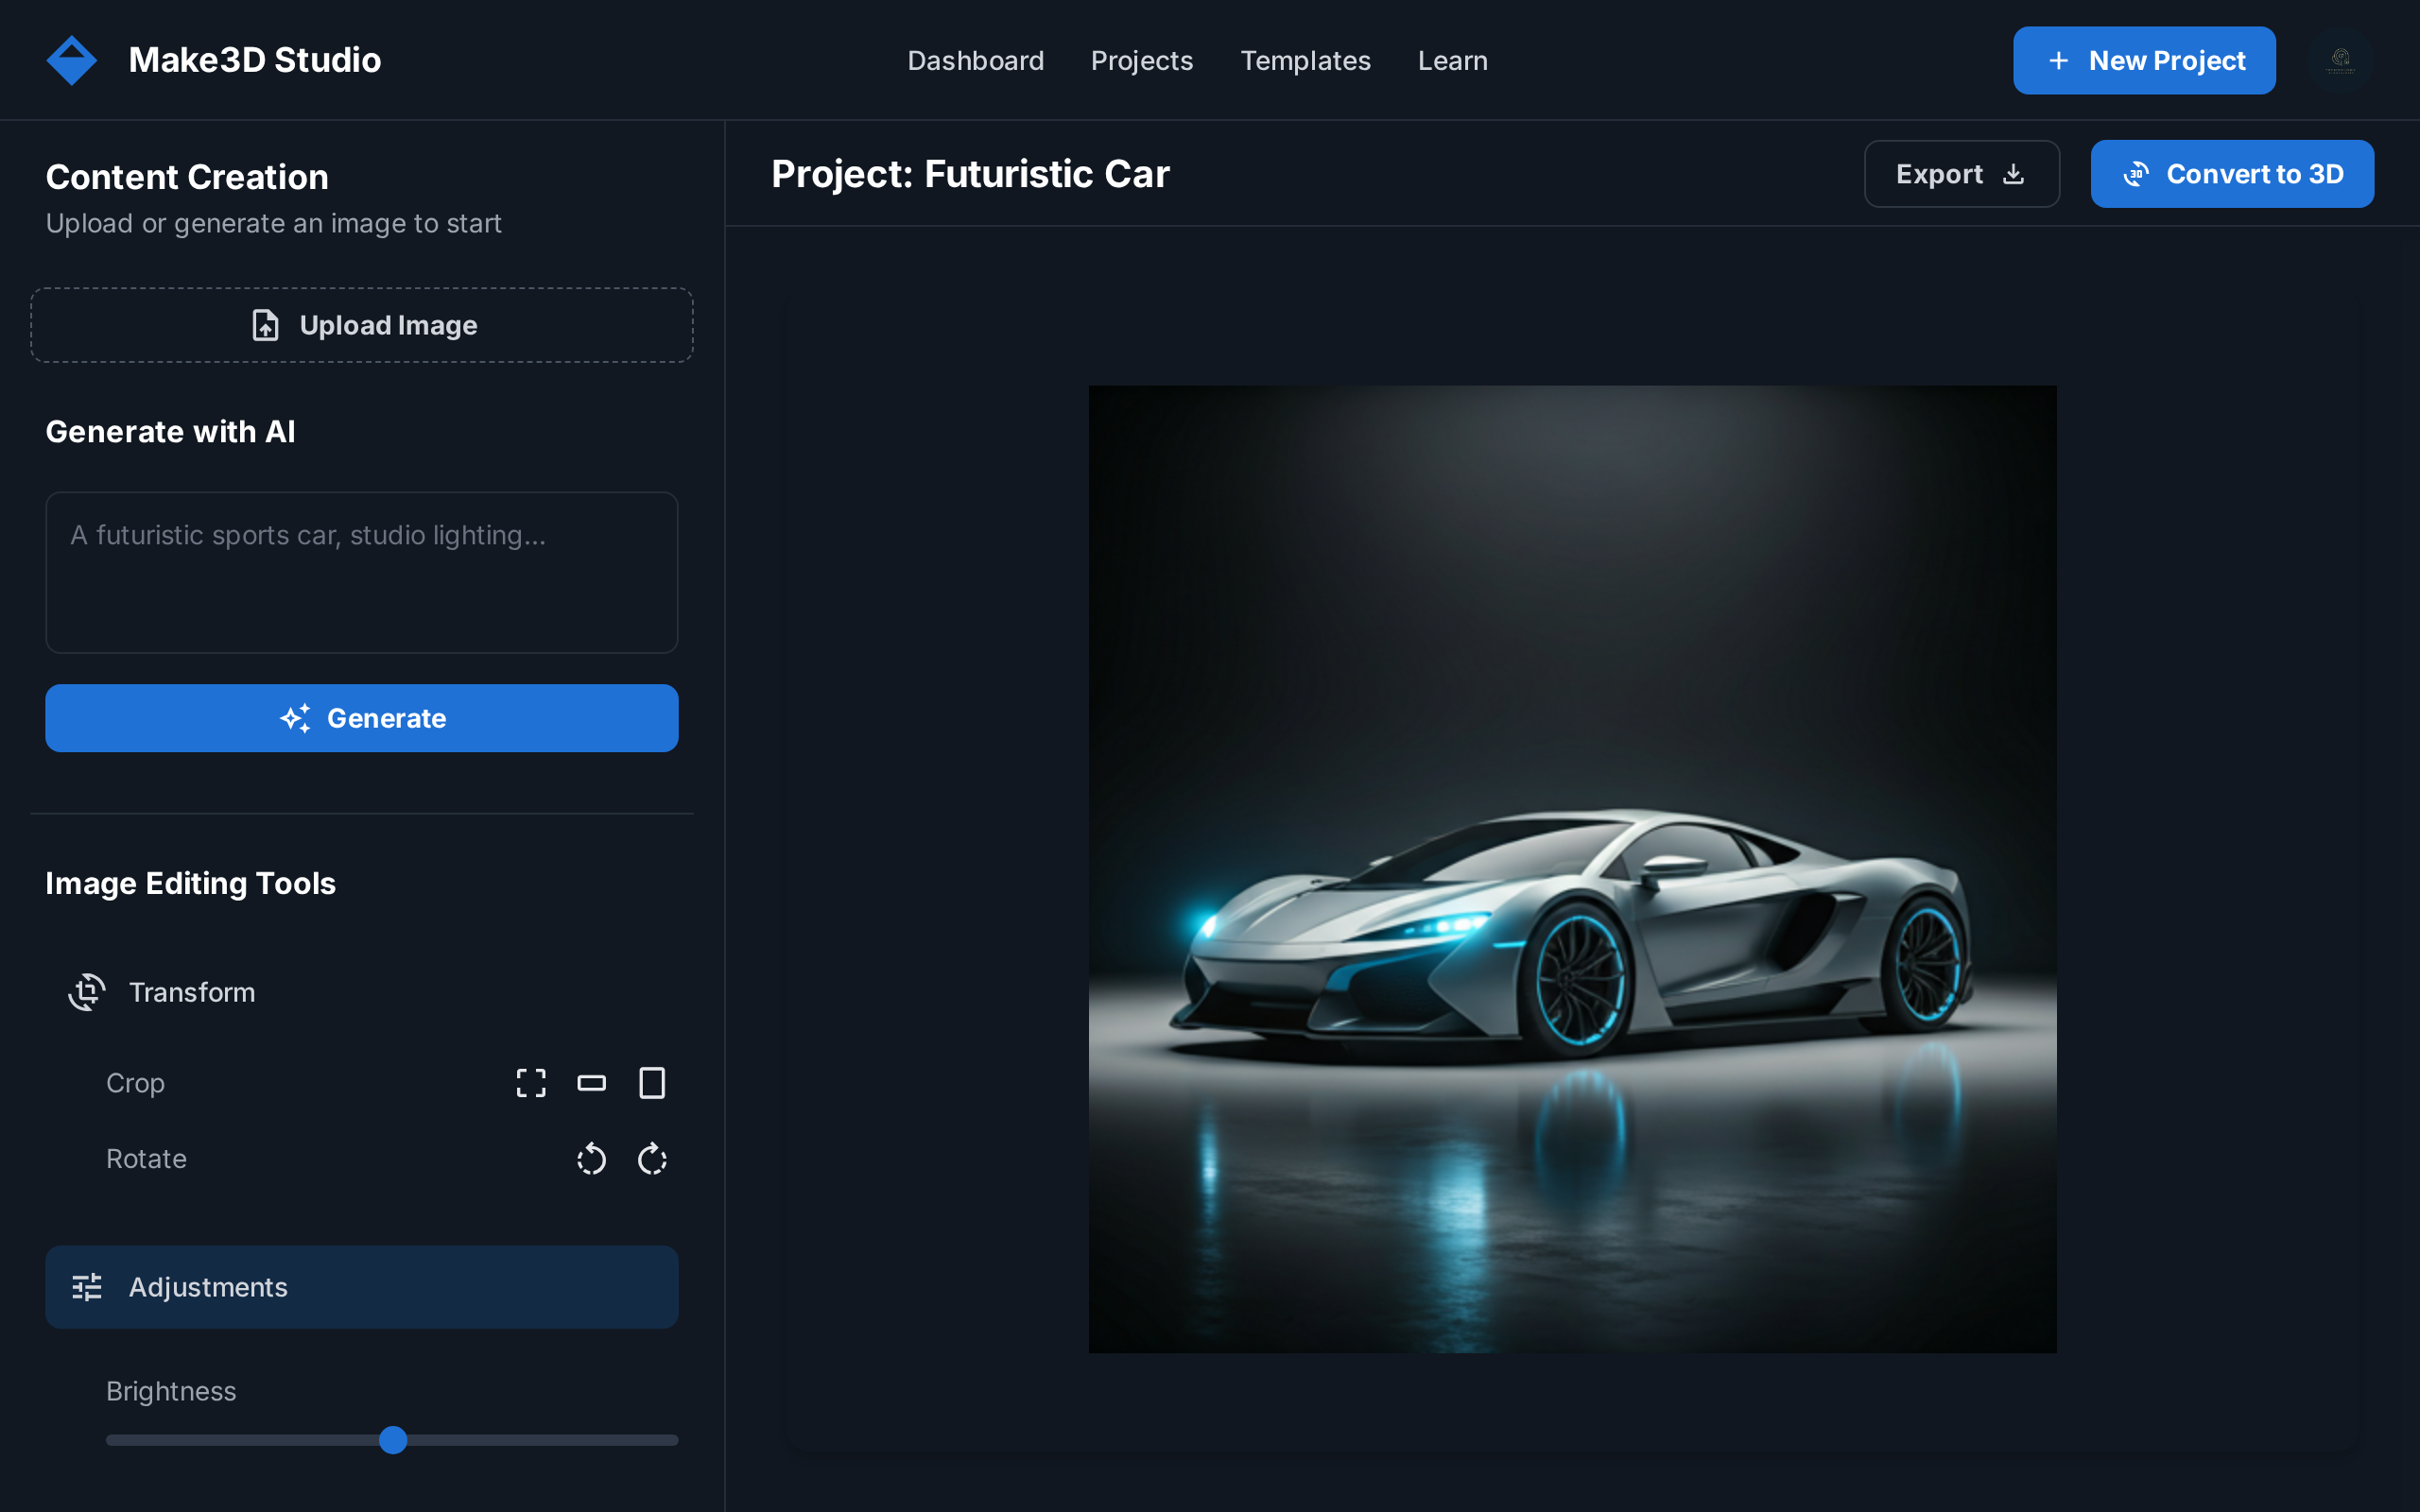 Make3D Studio
Dashboard
Projects
Templates
Learn
New Project
Content Creation
Upload or generate an image to start
Upload Image
Generate with AI
A futuristic sports car, studio lighting...
Generate
Image Editing Tools
Transform
Crop
Rotate
Adjustments
Brightness
Project: Futuristic Car
Export
Convert to 3D